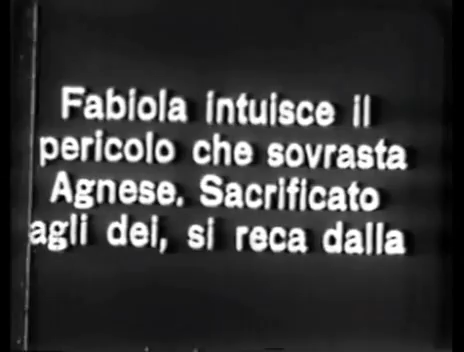 Fabiola intuisce il
pericolo che sovrasta
Agnese. Sacrificato
agli dei, si reca dalla